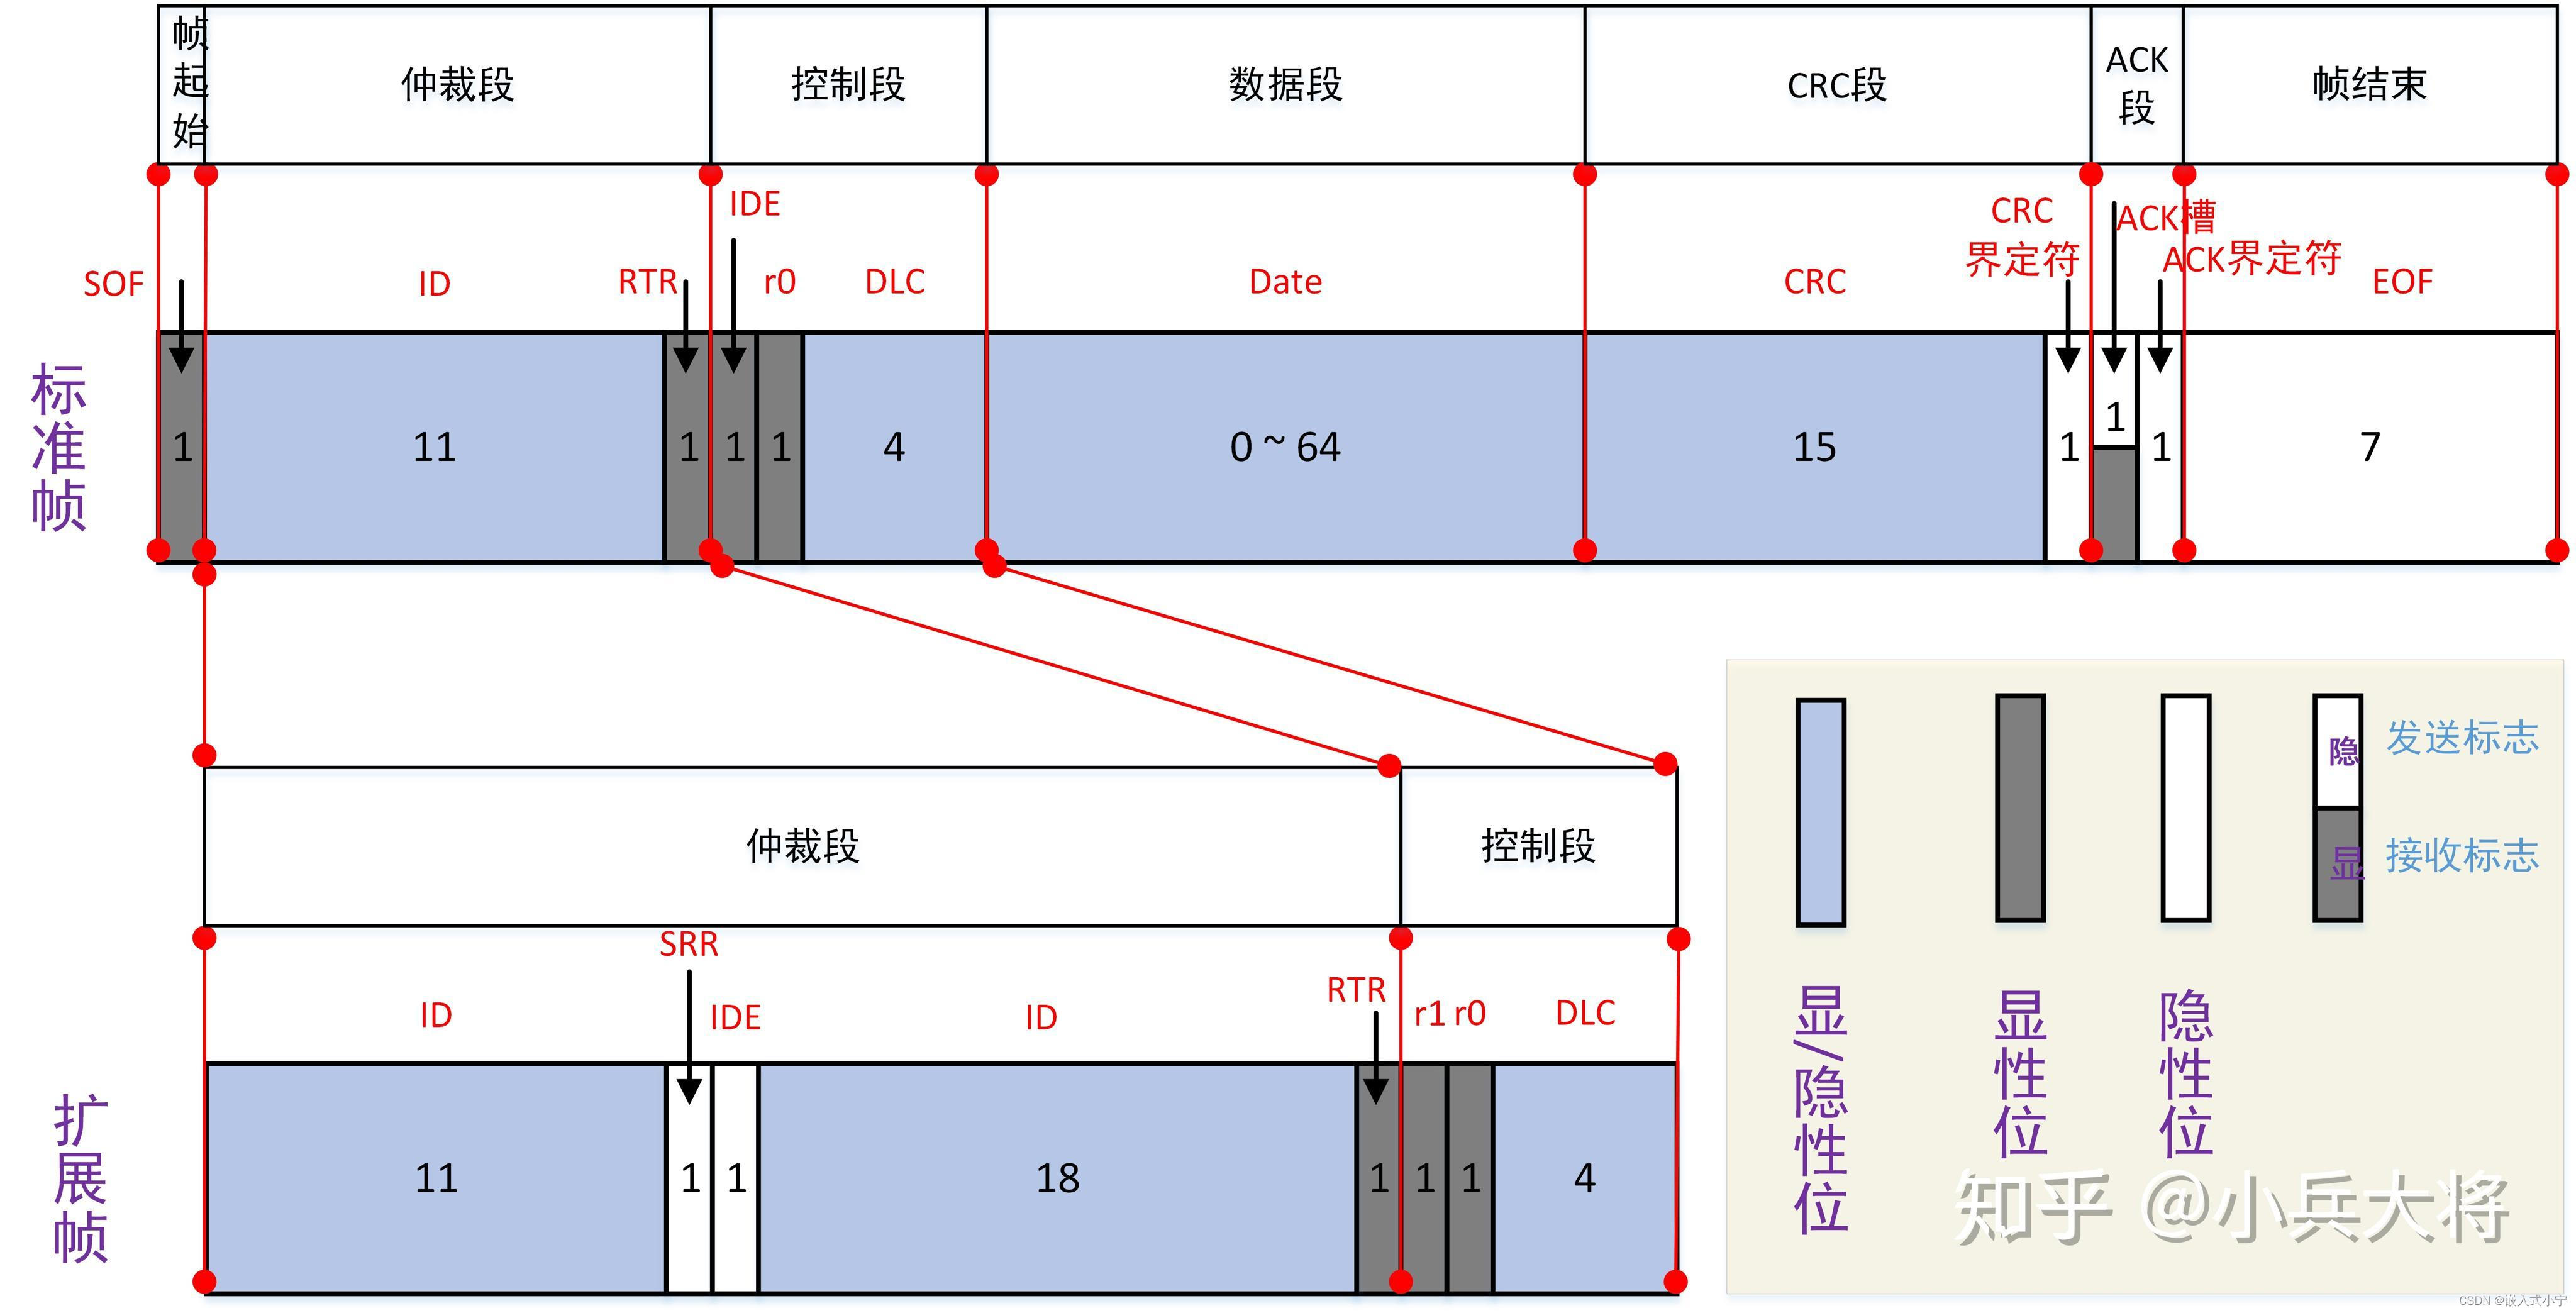 帧起始 仲裁段 控制段 数据段 CRC段 ACK段 帧结束
IDE
CRC界定符 ACK槽
ACK界定符
SOF ID RTR r0 DLC Date CRC EOF
标准帧
1 11 1 1 1 4 0 ~ 64 15 1 1 1 7
仲裁段 控制段
SRR
RTR
ID IDE ID r1 r0 DLC
扩展帧
11 1 1 18 1 1 1 4
隐 发送标志
显 接收标志
显/隐性位 显性位 隐性位
知乎 @小兵大将
CSDN @嵌入式小宁